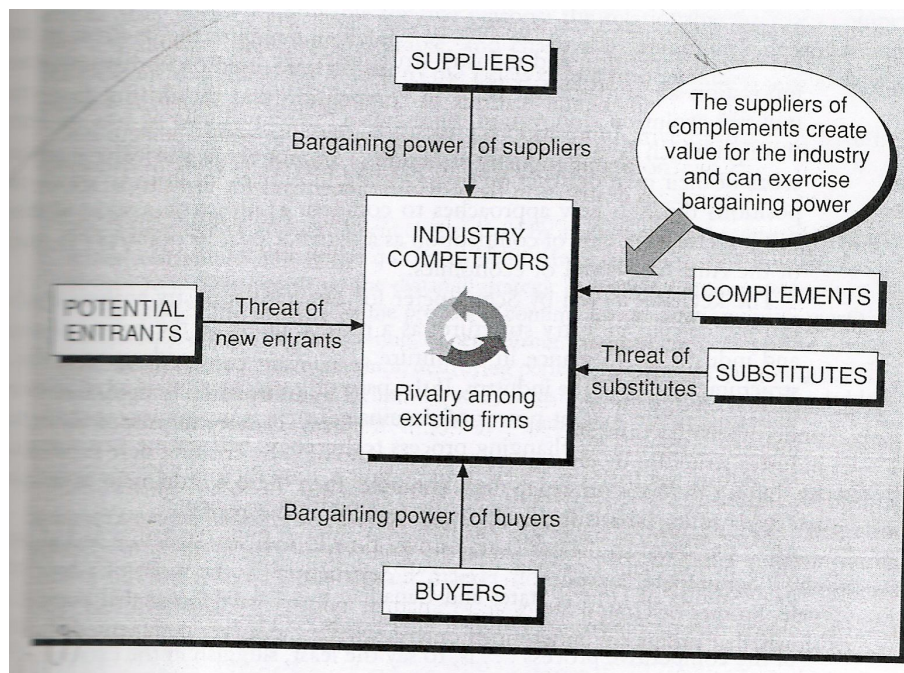 SUPPLIERS
Bargaining power of suppliers
The suppliers of
complements create
value for the industry
and can exercise
bargaining power
INDUSTRY
COMPETITORS
COMPLEMENTS
POTENTIAL
ENTRANTS
Threat of
new entrants
Threat of
substitutes
SUBSTITUTES
Rivalry among
existing firms
Bargaining power of buyers
BUYERS